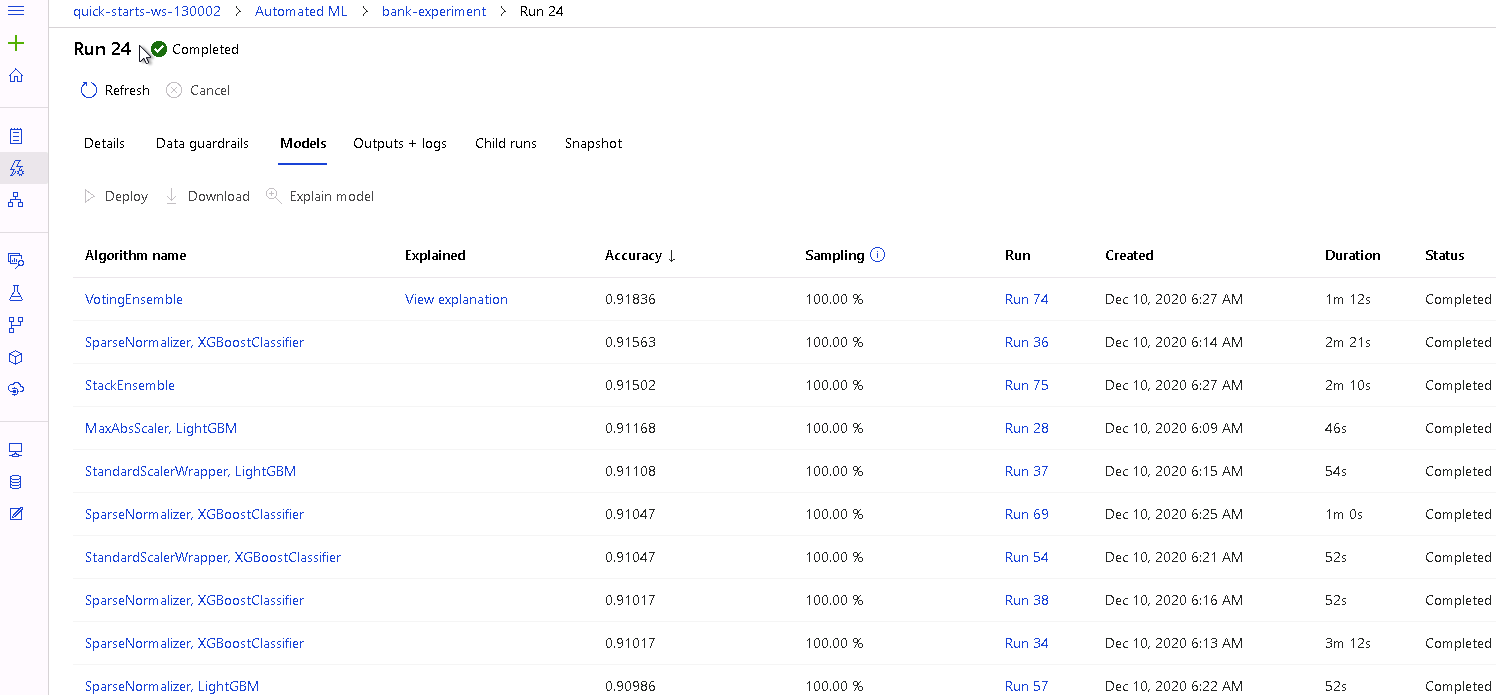 quick-starts-ws-130002 > Automated ML > bank-experiment > Run 24
Run 24 Completed
Refresh Cancel
Details Data guardrails Models Outputs + logs Child runs Snapshot
Deploy Download Explain model
Algorithm name Explained Accuracy ↓ Sampling Run Created Duration Status
VotingEnsemble View explanation 0.91836 100.00 % Run 74 Dec 10, 2020 6:27 AM 1m 12s Completed
SparseNormalizer, XGBoostClassifier 0.91563 100.00 % Run 36 Dec 10, 2020 6:14 AM 2m 21s Completed
StackEnsemble 0.91502 100.00 % Run 75 Dec 10, 2020 6:27 AM 2m 10s Completed
MaxAbsScaler, LightGBM 0.91168 100.00 % Run 28 Dec 10, 2020 6:09 AM 46s Completed
StandardScalerWrapper, LightGBM 0.91108 100.00 % Run 37 Dec 10, 2020 6:15 AM 54s Completed
SparseNormalizer, XGBoostClassifier 0.91047 100.00 % Run 69 Dec 10, 2020 6:25 AM 1m 0s Completed
StandardScalerWrapper, XGBoostClassifier 0.91047 100.00 % Run 54 Dec 10, 2020 6:21 AM 52s Completed
SparseNormalizer, XGBoostClassifier 0.91017 100.00 % Run 38 Dec 10, 2020 6:16 AM 52s Completed
SparseNormalizer, XGBoostClassifier 0.91017 100.00 % Run 34 Dec 10, 2020 6:13 AM 3m 12s Completed
SparseNormalizer, LightGBM 0.90986 100.00 % Run 57 Dec 10, 2020 6:22 AM 52s Completed